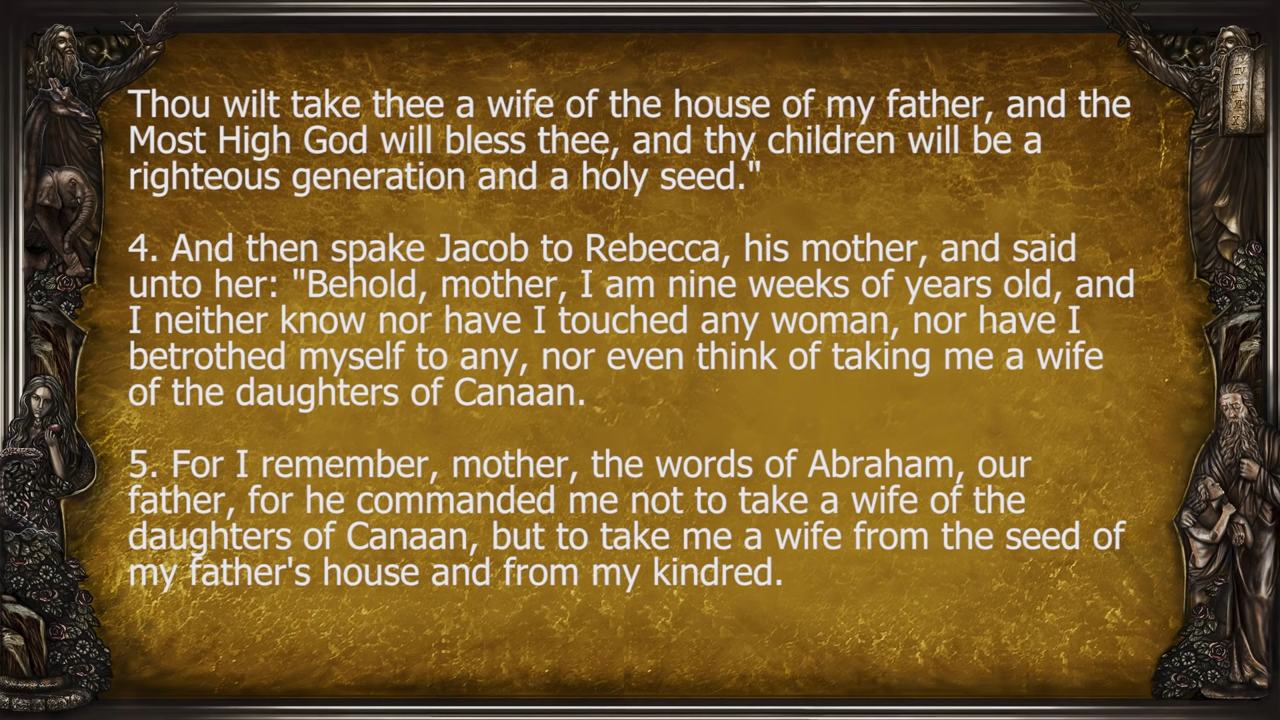 Thou wilt take thee a wife of the house of my father, and the
Most High God will bless thee, and thy children will be a
righteous generation and a holy seed."
4. And then spake Jacob to Rebecca, his mother, and said
unto her: "Behold, mother, I am nine weeks of years old, and
I neither know nor have I touched any woman, nor have I
betrothed myself to any, nor even think of taking me a wife
of the daughters of Canaan.
5. For I remember, mother, the words of Abraham, our
father, for he commanded me not to take a wife of the
daughters of Canaan, but to take me a wife from the seed of
my father's house and from my kindred.